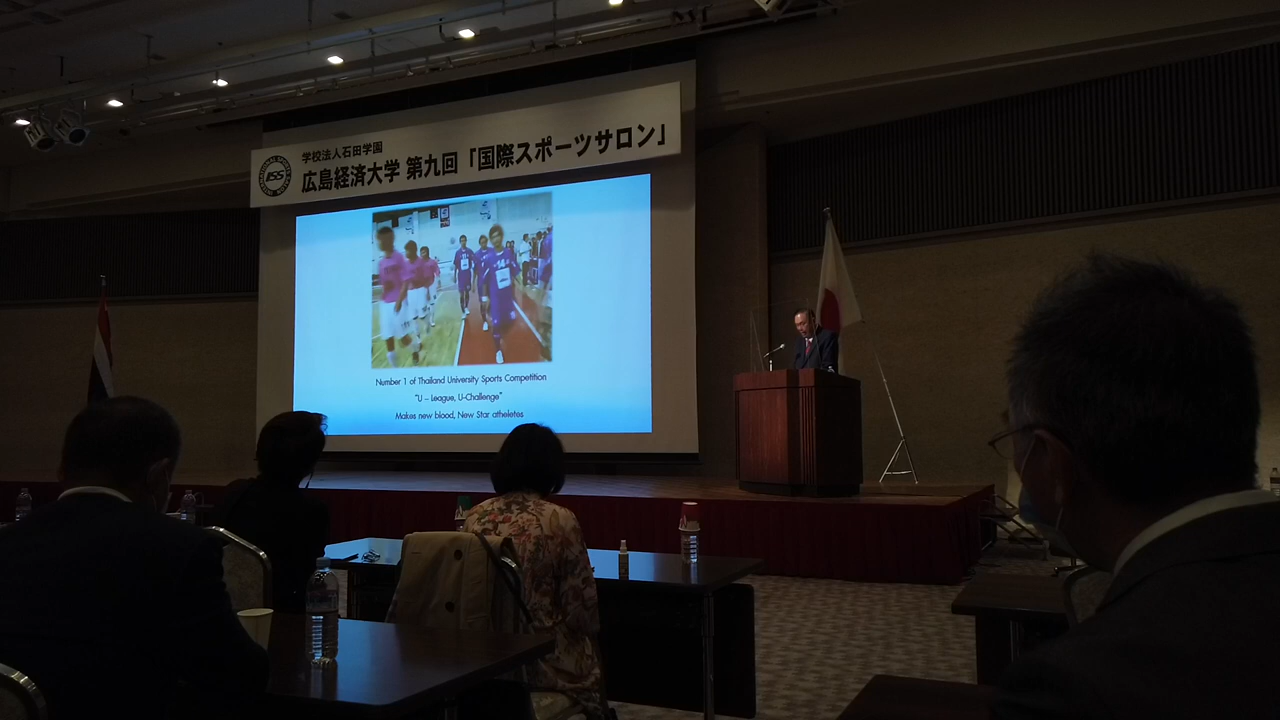 学校法人石田学園
広島経済大学 第九回「国際スポーツサロン」
ISS
Number 1 of Thailand University Sports Competition
"U – League, U-Challenge"
Makes new blood, New Star atheletes